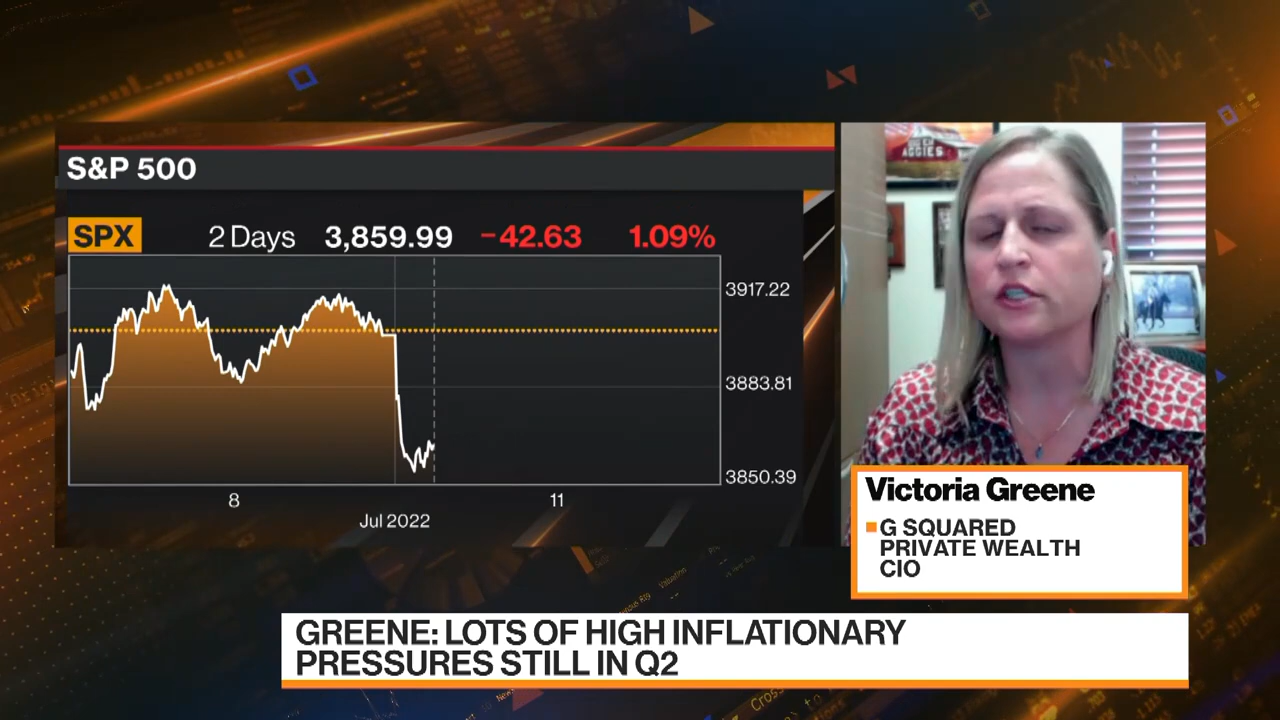 S&P 500
SPX 2 Days 3,859.99 −42.63 1.09%
3917.22
3883.81
3850.39
8 11
Jul 2022
AGGIES
Victoria Greene
G SQUARED
PRIVATE WEALTH
CIO
GREENE: LOTS OF HIGH INFLATIONARY
PRESSURES STILL IN Q2